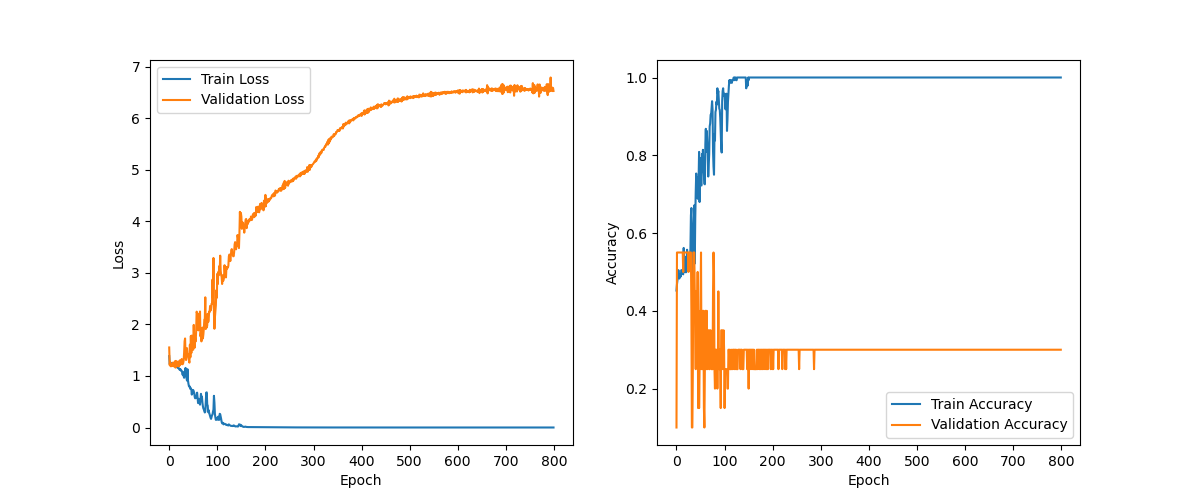 7
6
5
4
3
2
1
0
Loss
Train Loss
Validation Loss
0 100 200 300 400 500 600 700 800
Epoch
1.0
0.8
0.6
0.4
0.2
Accuracy
Train Accuracy
Validation Accuracy
0 100 200 300 400 500 600 700 800
Epoch